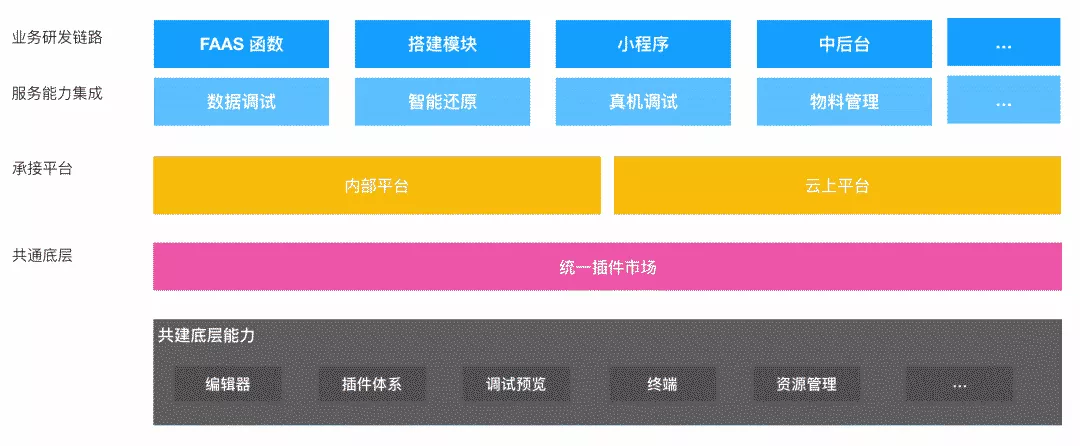 业务研发链路
FAAS 函数
搭建模块
小程序
中后台
...
服务能力集成
数据调试
智能还原
真机调试
物料管理
...
承接平台
内部平台
云上平台
共通底层
统一插件市场
共建底层能力
编辑器
插件体系
调试预览
终端
资源管理
...